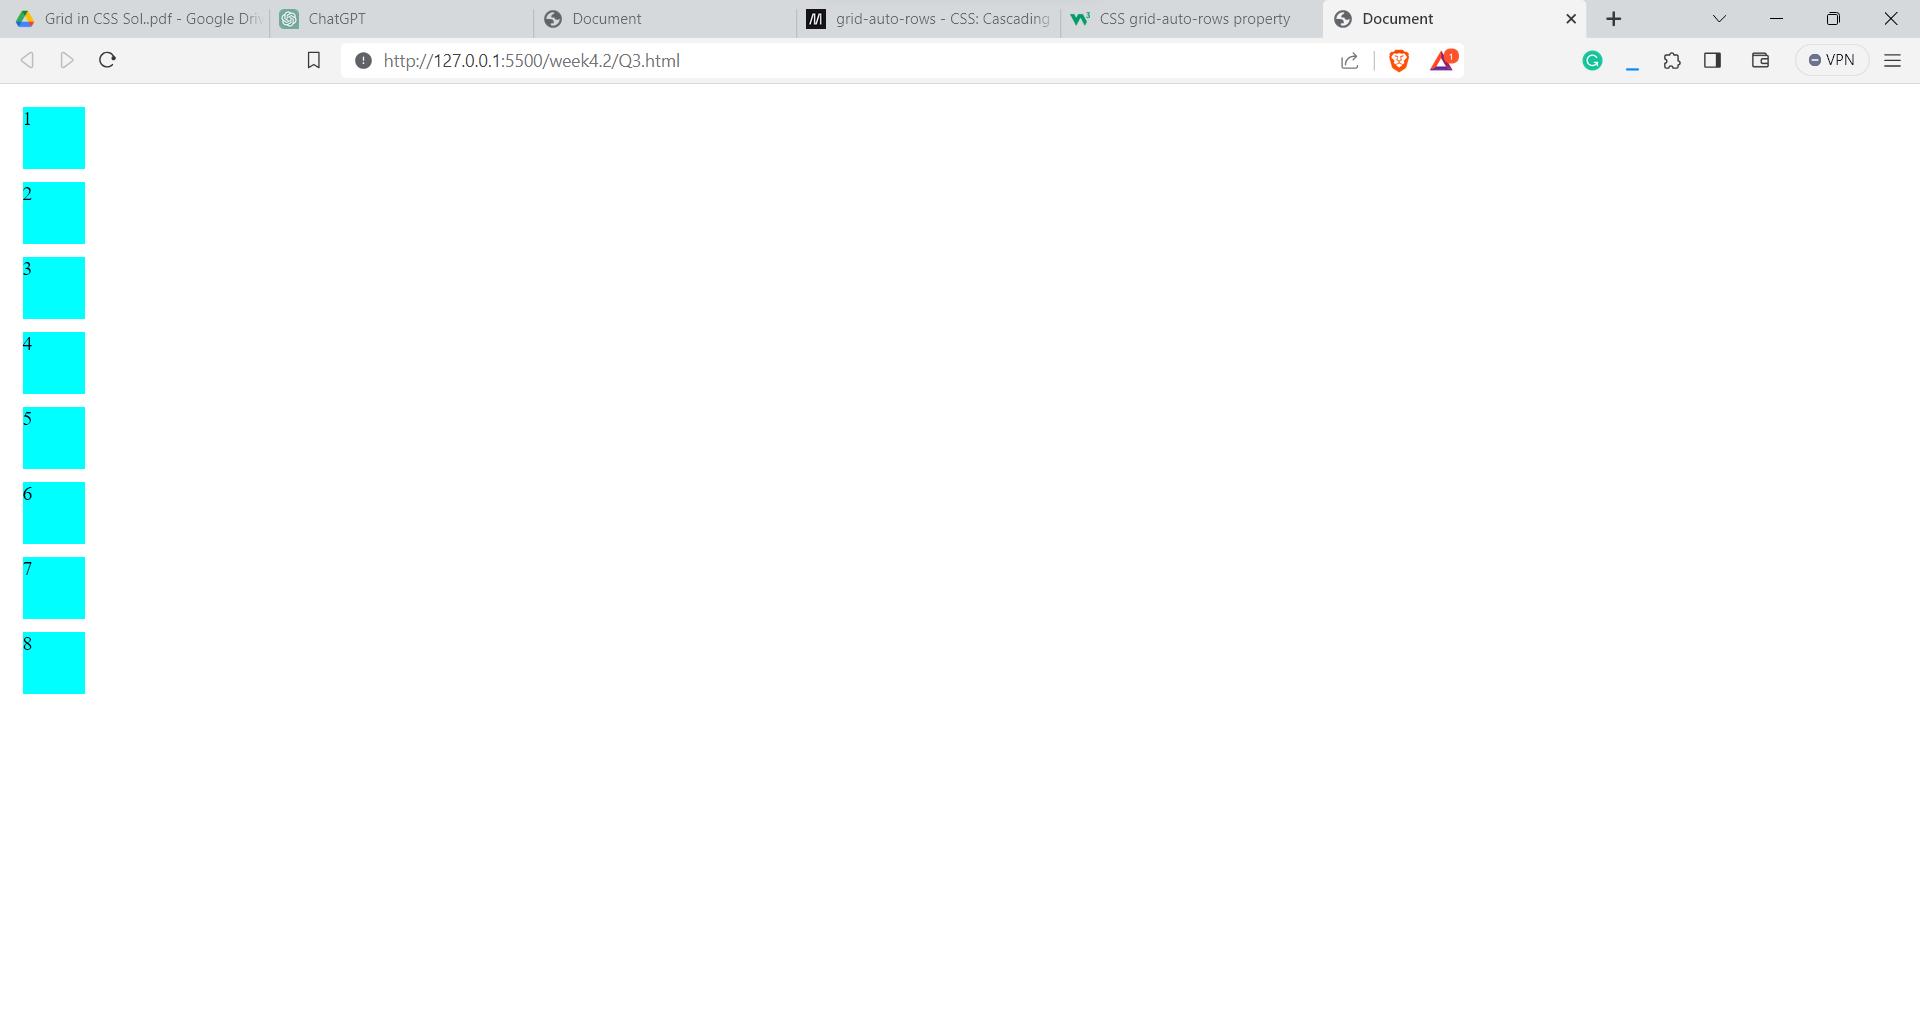 Grid in CSS Sol..pdf - Google Driv
ChatGPT
Document
grid-auto-rows - CSS: Cascading
CSS grid-auto-rows property
Document
http://127.0.0.1:5500/week4.2/Q3.html
1
VPN
1
2
3
4
5
6
7
8